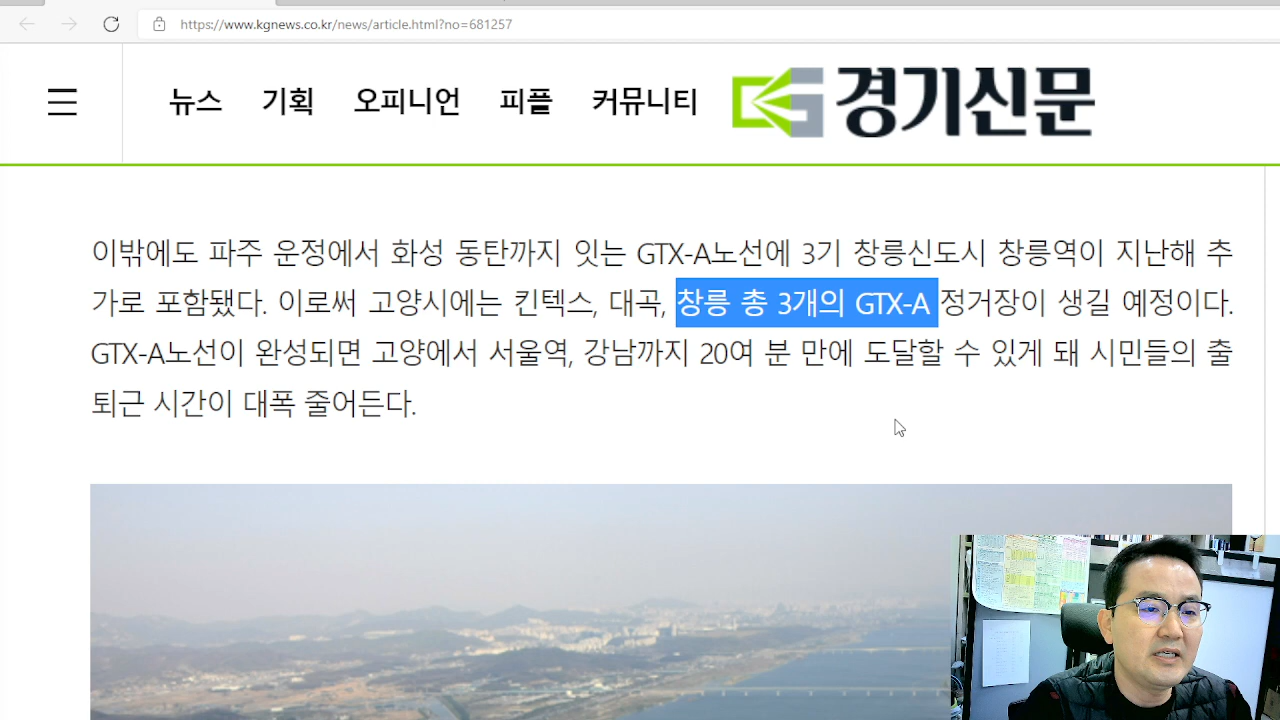 https://www.kgnews.co.kr/news/article.html?no=681257
뉴스 기획 오피니언 피플 커뮤니티 경기신문
이밖에도 파주 운정에서 화성 동탄까지 잇는 GTX-A노선에 3기 창릉신도시 창릉역이 지난해 추
가로 포함됐다. 이로써 고양시에는 킨텍스, 대곡, 창릉 총 3개의 GTX-A 정거장이 생길 예정이다.
GTX-A노선이 완성되면 고양에서 서울역, 강남까지 20여 분 만에 도달할 수 있게 돼 시민들의 출
퇴근 시간이 대폭 줄어든다.